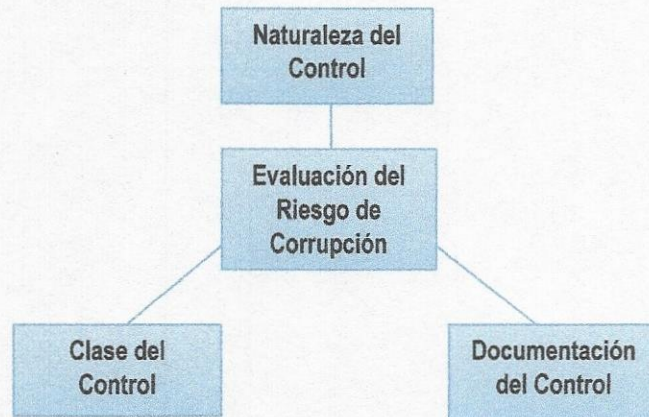 Naturaleza del
Control
Evaluación del
Riesgo de
Corrupción
Clase del
Control
Documentación
del Control